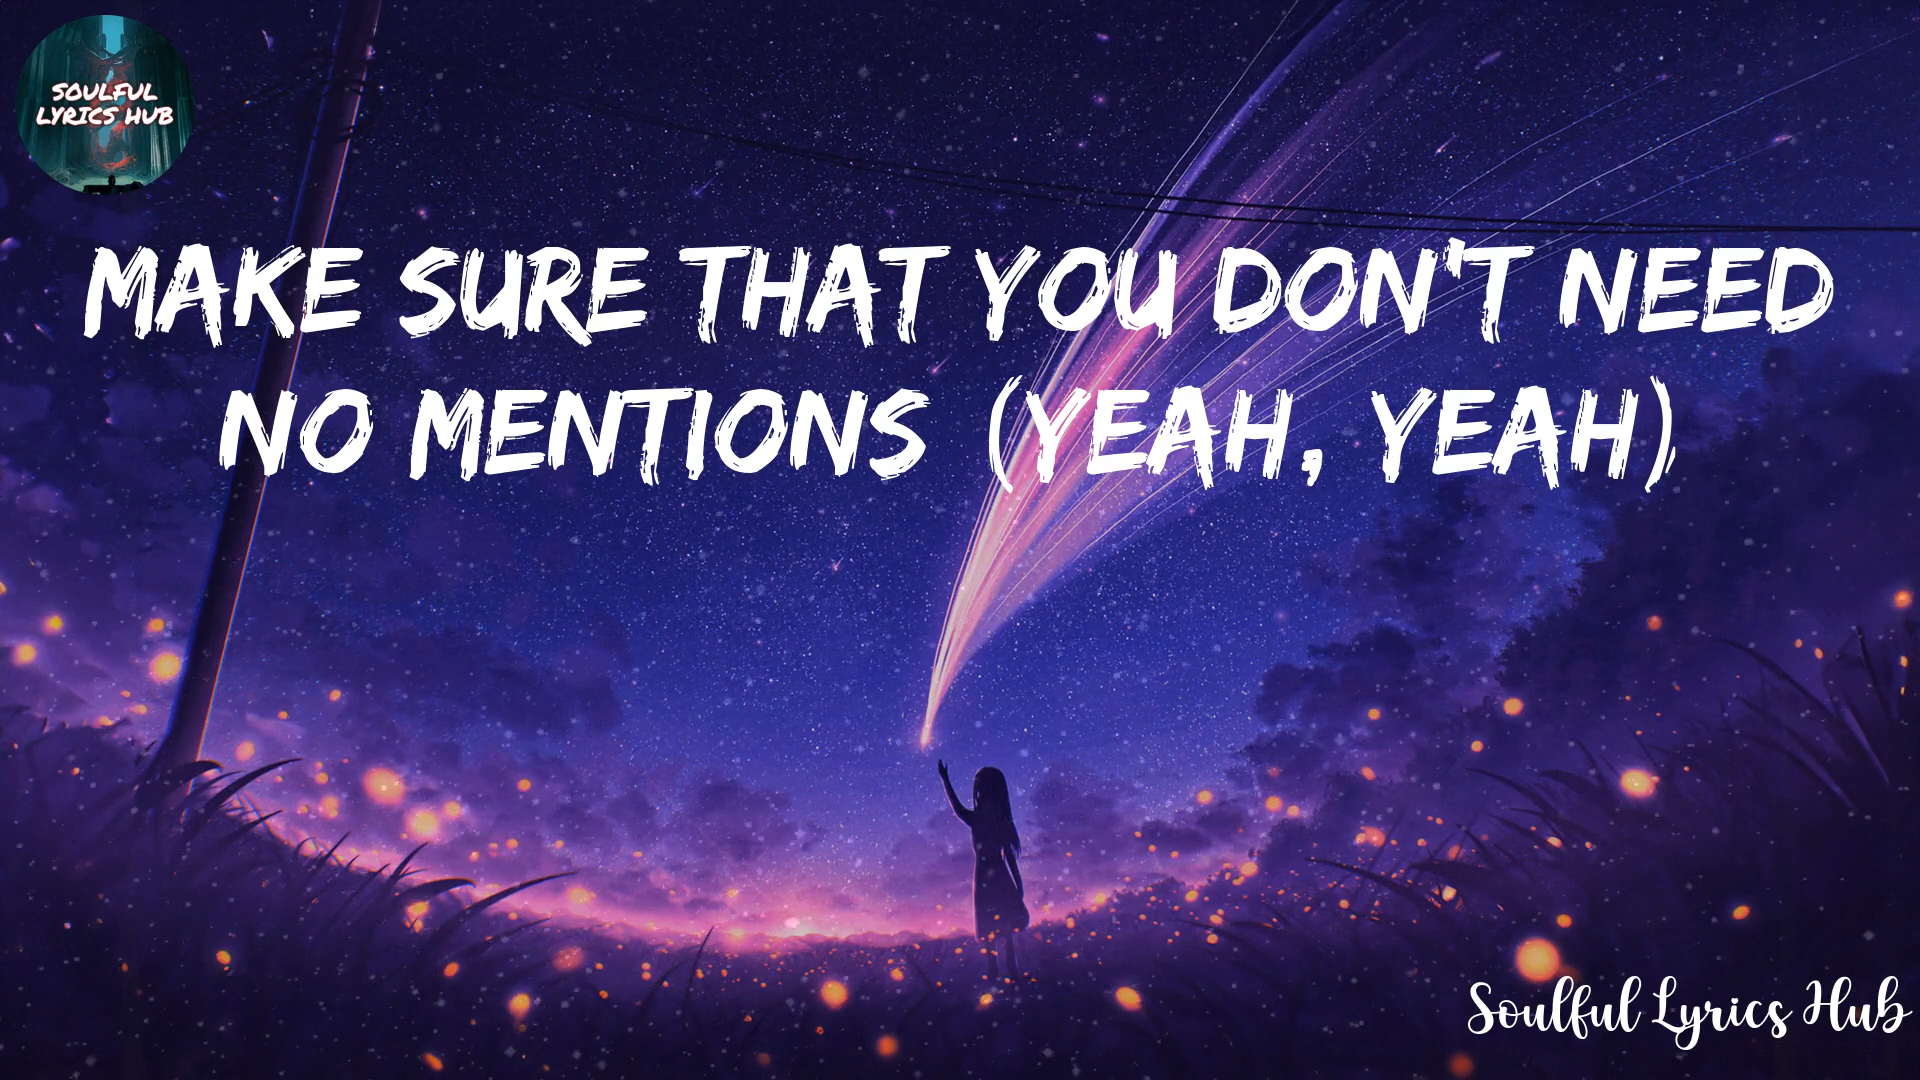 SOULFUL
LYRICS HUB
MAKE SURE THAT YOU DON'T NEED
NO MENTIONS (YEAH, YEAH)
Soulful Lyrics Hub